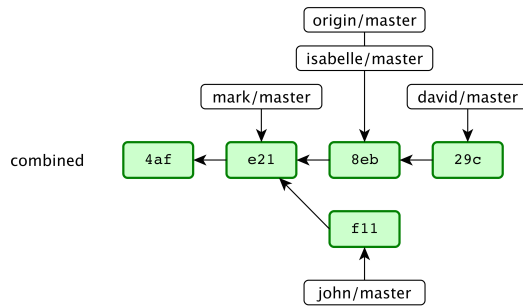 origin/master
isabelle/master
mark/master
david/master
combined
4af
e21
8eb
29c
f11
john/master